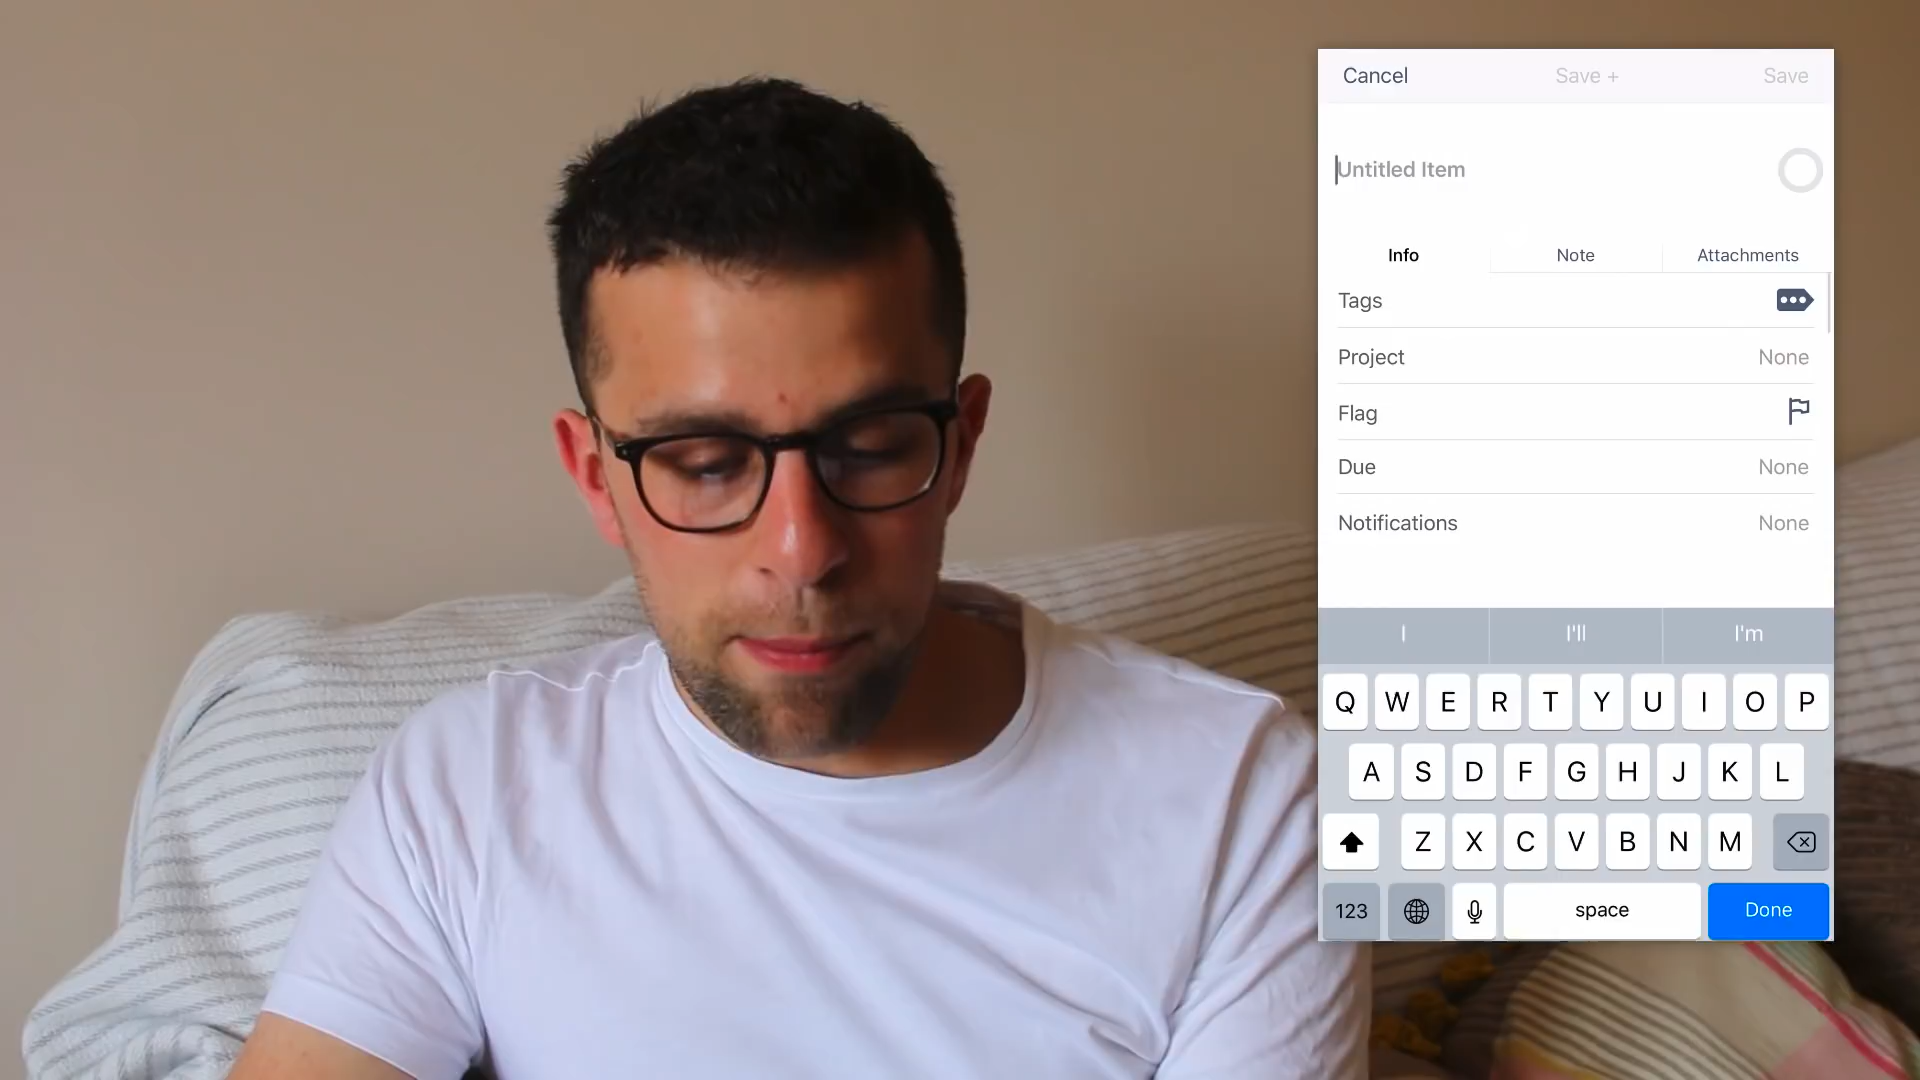 Cancel Save + Save
Untitled Item
Info Note Attachments
Tags
Project None
Flag
Due None
Notifications None
I I'll I'm
Q W E R T Y U I O P
A S D F G H J K L
Z X C V B N M
123 space Done